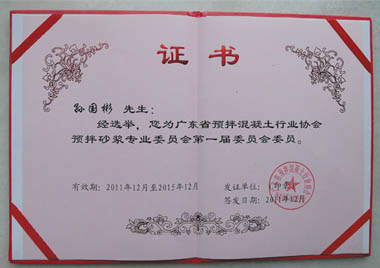 证书
孙国彬 先生：
经选举，您为广东省预拌混凝土行业协会
预拌砂浆专业委员会第一届委员会委员。
有效期：2011年12月至2015年12月
发证单位：(印章)
签发日期：2011年12月